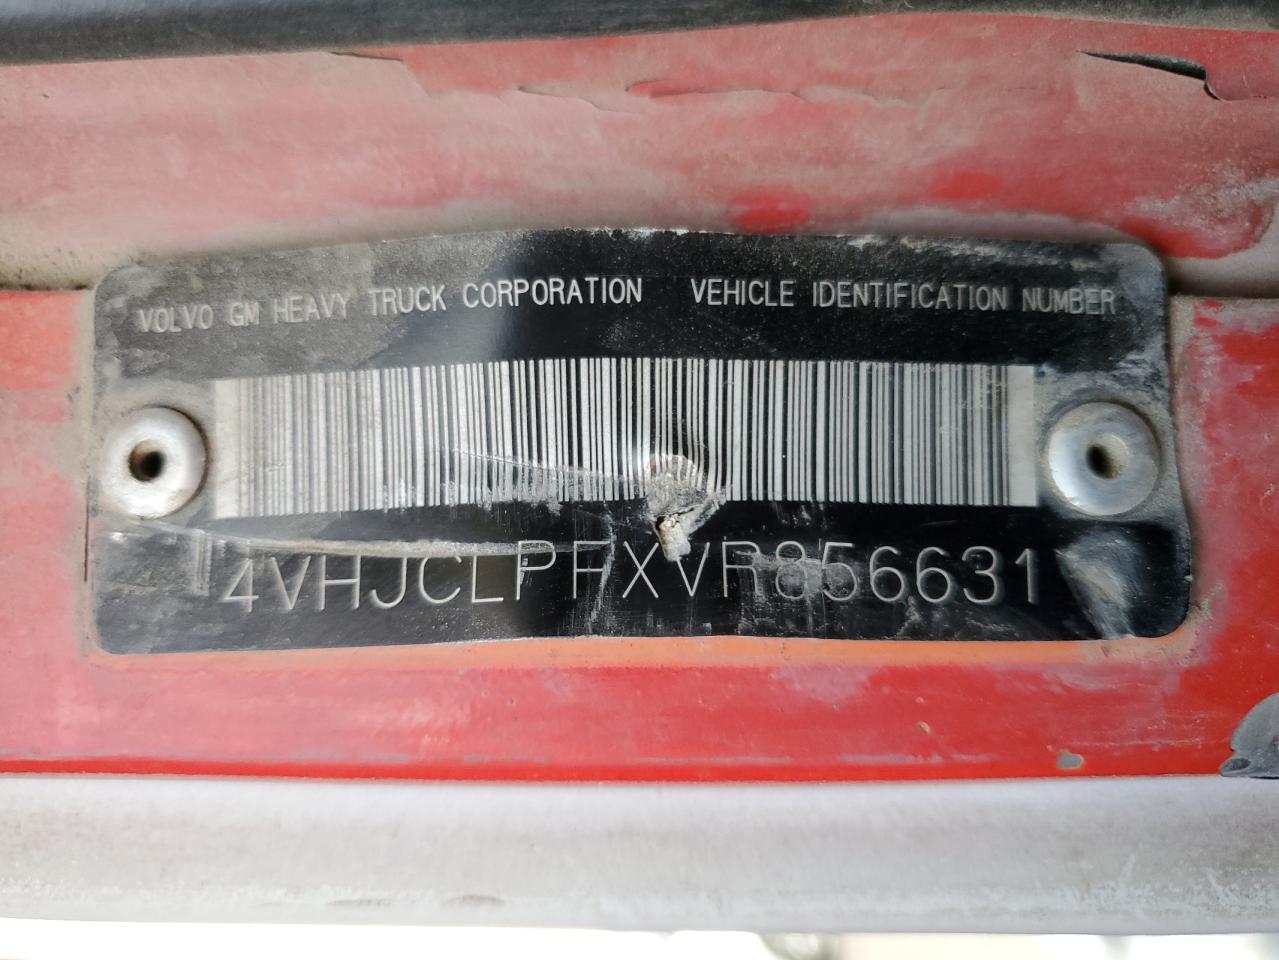 VOLVO GM HEAVY TRUCK CORPORATION VEHICLE IDENTIFICATION NUMBER
4VHJCLPFXVR856631